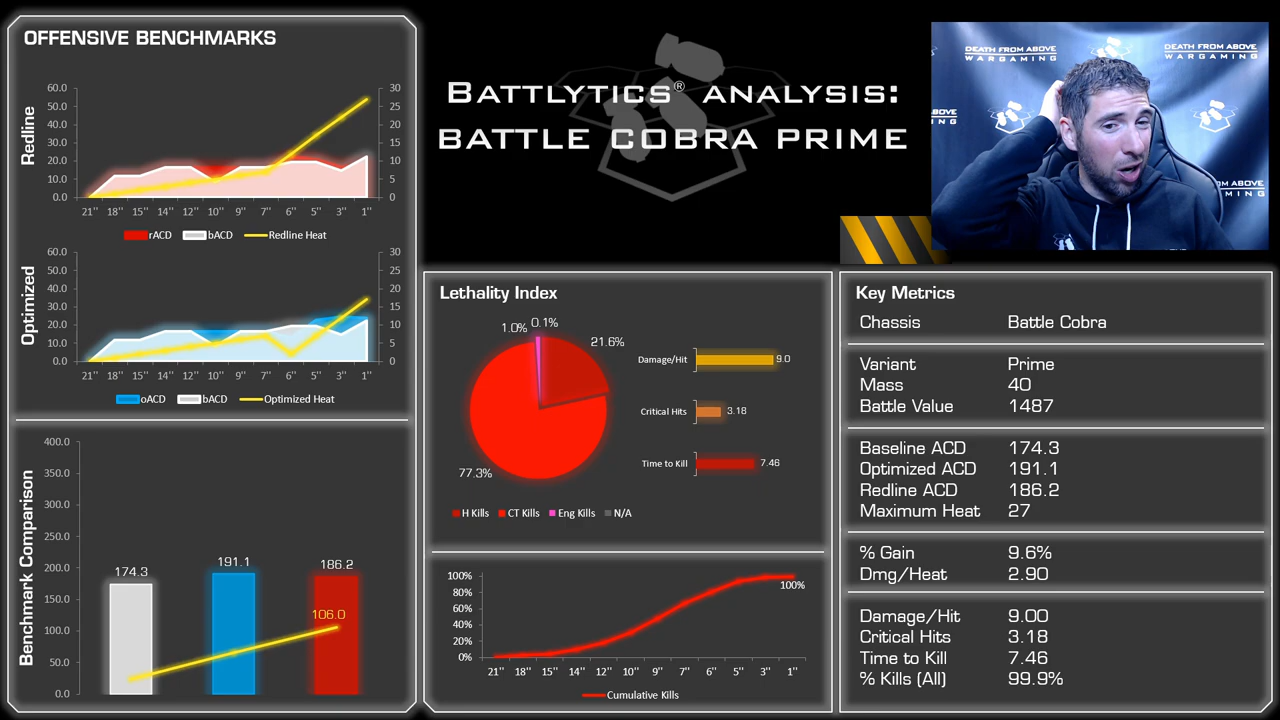 OFFENSIVE BENCHMARKS
Redline
60.0
50.0
40.0
30.0
20.0
10.0
0.0
30
25
20
15
10
5
0
21" 18" 15" 14" 12" 10" 9" 7" 6" 5" 3" 1"
rACD bACD Redline Heat
Optimized
60.0
50.0
40.0
30.0
20.0
10.0
0.0
30
25
20
15
10
5
0
21" 18" 15" 14" 12" 10" 9" 7" 6" 5" 3" 1"
oACD bACD Optimized Heat
Benchmark Comparison
400.0
350.0
300.0
250.0
200.0
150.0
100.0
50.0
0.0
174.3
191.1
186.2
106.0
BATTLYTICS® ANALYSIS:
BATTLE COBRA PRIME
DEATH FROM ABOVE
WARGAMING
DEATH FROM ABOVE
WARGAMING
ING
M ABOVE
AMING
Lethality Index
1.0% 0.1%
21.6%
77.3%
H Kills CT Kills Eng Kills N/A
Damage/Hit 9.0
Critical Hits 3.18
Time to Kill 7.46
100%
80%
60%
40%
20%
0%
100%
21" 18" 15" 14" 12" 10" 9" 7" 6" 5" 3" 1"
Cumulative Kills
Key Metrics
Chassis Battle Cobra
Variant Prime
Mass 40
Battle Value 1487
Baseline ACD 174.3
Optimized ACD 191.1
Redline ACD 186.2
Maximum Heat 27
% Gain 9.6%
Dmg/Heat 2.90
Damage/Hit 9.00
Critical Hits 3.18
Time to Kill 7.46
% Kills (All) 99.9%